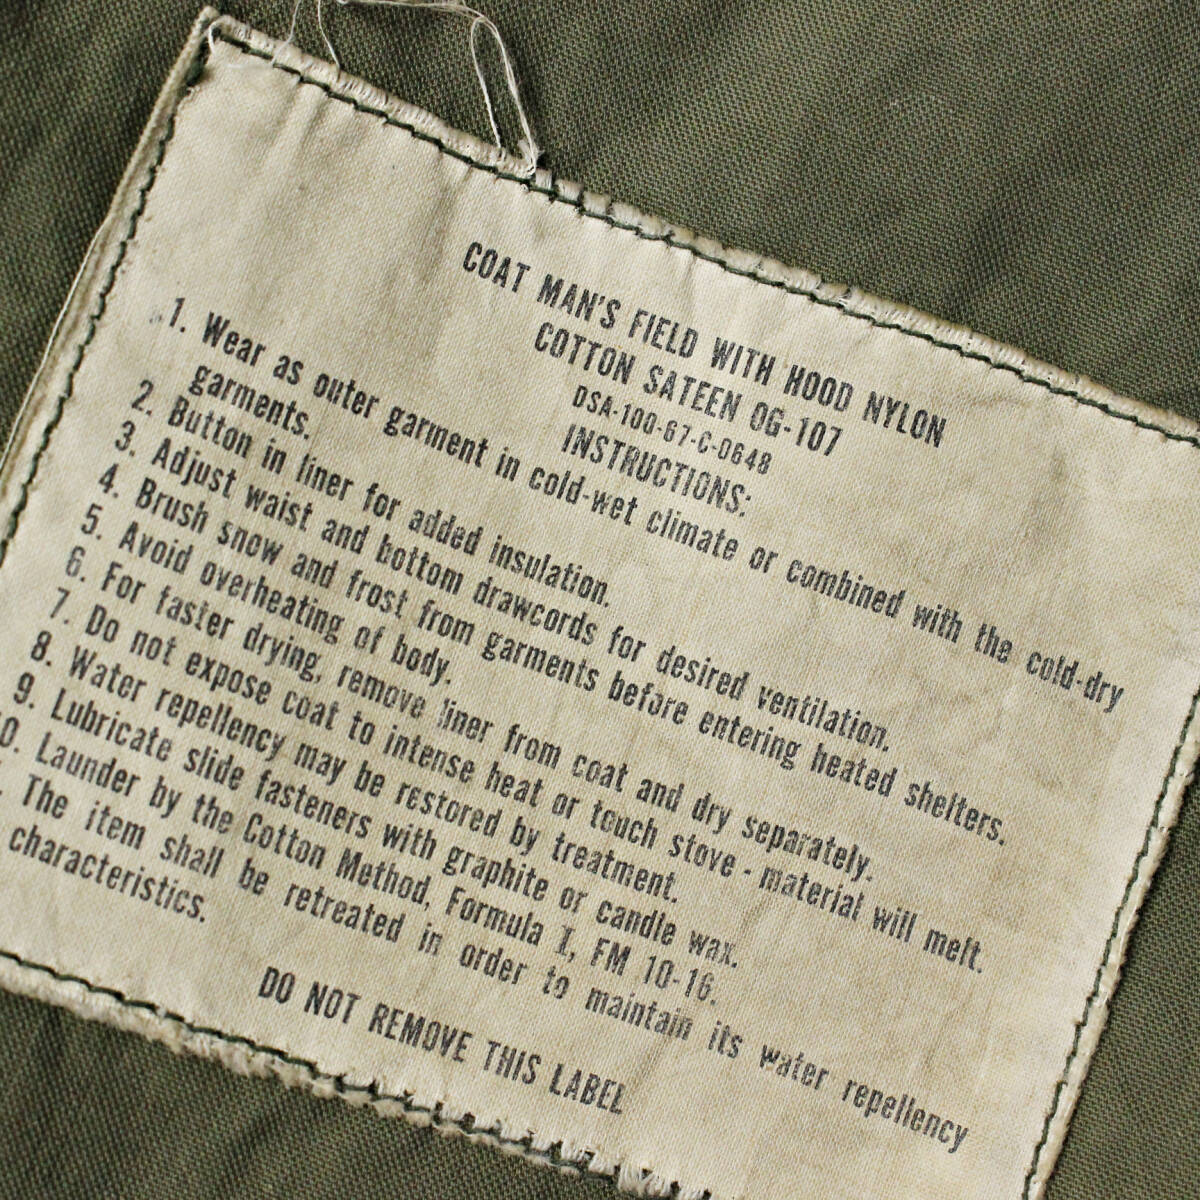 COAT MAN'S FIELD WITH HOOD NYLON
COTTON SATEEN OG-107
DSA-100-67-C-0648
INSTRUCTIONS:
1. Wear as outer garment in cold-wet climate or combined with the cold-dry
garments.
2. Button in liner for added insulation.
3. Adjust waist and bottom drawcords for desired ventilation.
4. Brush snow and frost from garments before entering heated shelters.
5. Avoid overheating of body.
6. For faster drying, remove liner from coat and dry separately.
7. Do not expose coat to intense heat or touch stove - material will melt.
8. Water repellency may be restored by treatment.
9. Lubricate slide fasteners with graphite or candle wax.
0. Launder by the Cotton Method, Formula I, FM 10-16.
. The item shall be retreated in order to maintain its water repellency
characteristics.
DO NOT REMOVE THIS LABEL